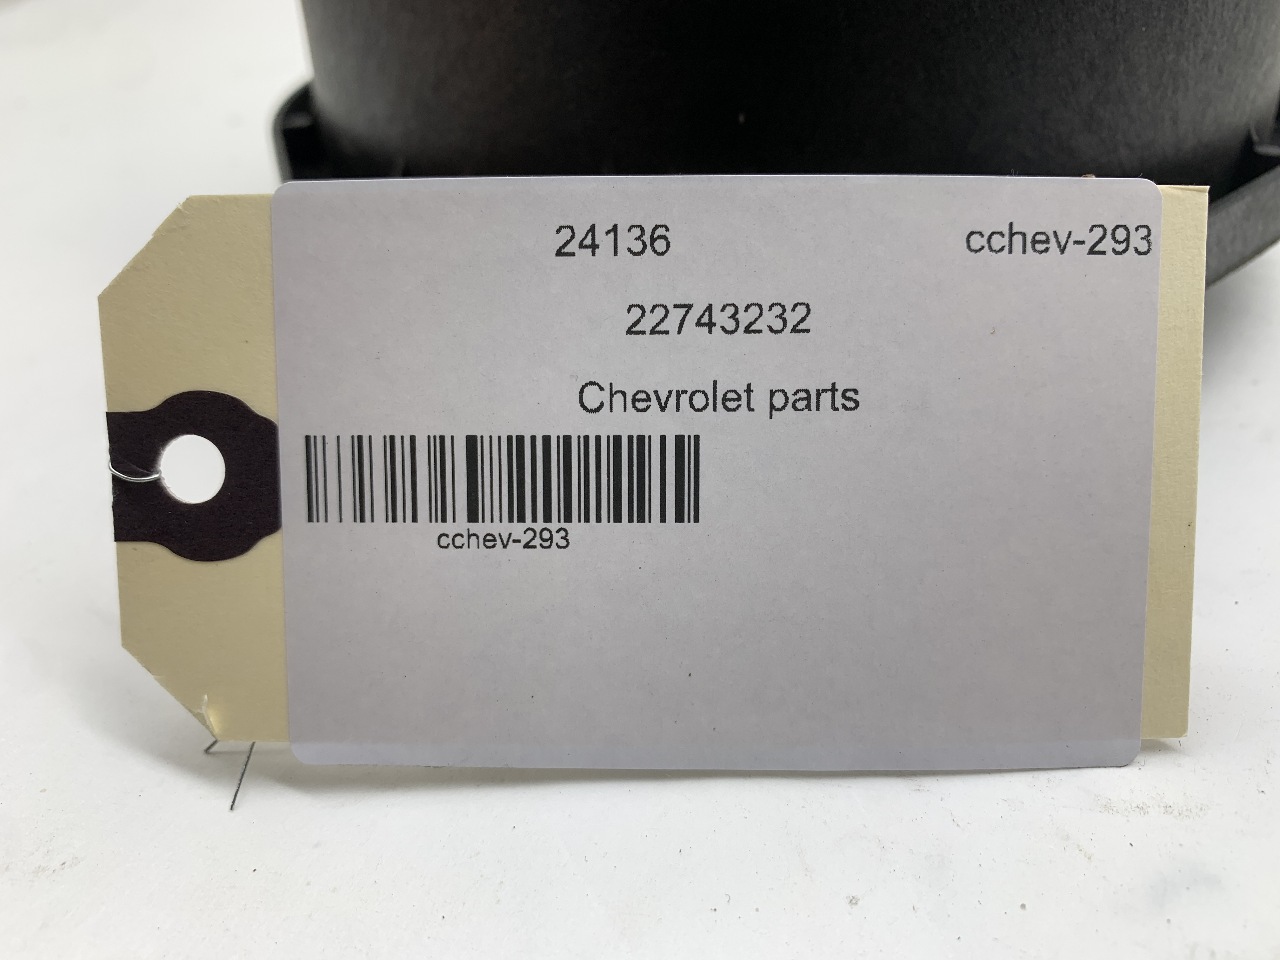 24136 cchev-293
22743232
Chevrolet parts
cchev-293